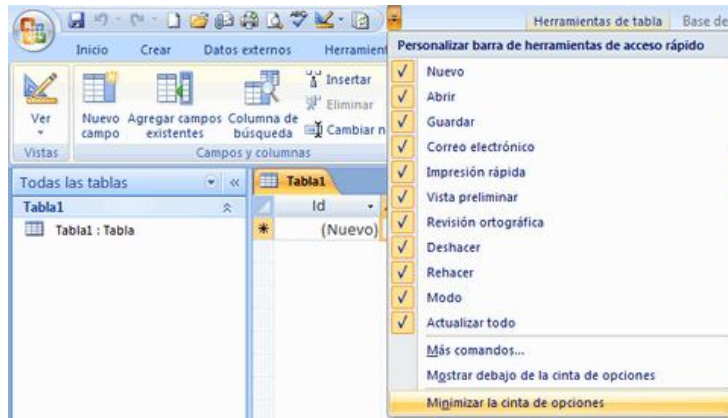 Herramientas de tabla Base de
Inicio Crear Datos externos Herramien
Personalizar barra de herramientas de acceso rápido
Nuevo
Abrir
Guardar
Correo electrónico
Impresión rápida
Vista preliminar
Revisión ortográfica
Deshacer
Rehacer
Modo
Actualizar todo
Más comandos...
Mostrar debajo de la cinta de opciones
Minimizar la cinta de opciones
Ver
Nuevo campo
Agregar campos existentes
Columna de búsqueda
Insertar
Eliminar
Cambiar n
Vistas
Campos y columnas
Todas las tablas
Tabla1
Tabla1 : Tabla
Tabla1
Id
(Nuevo)